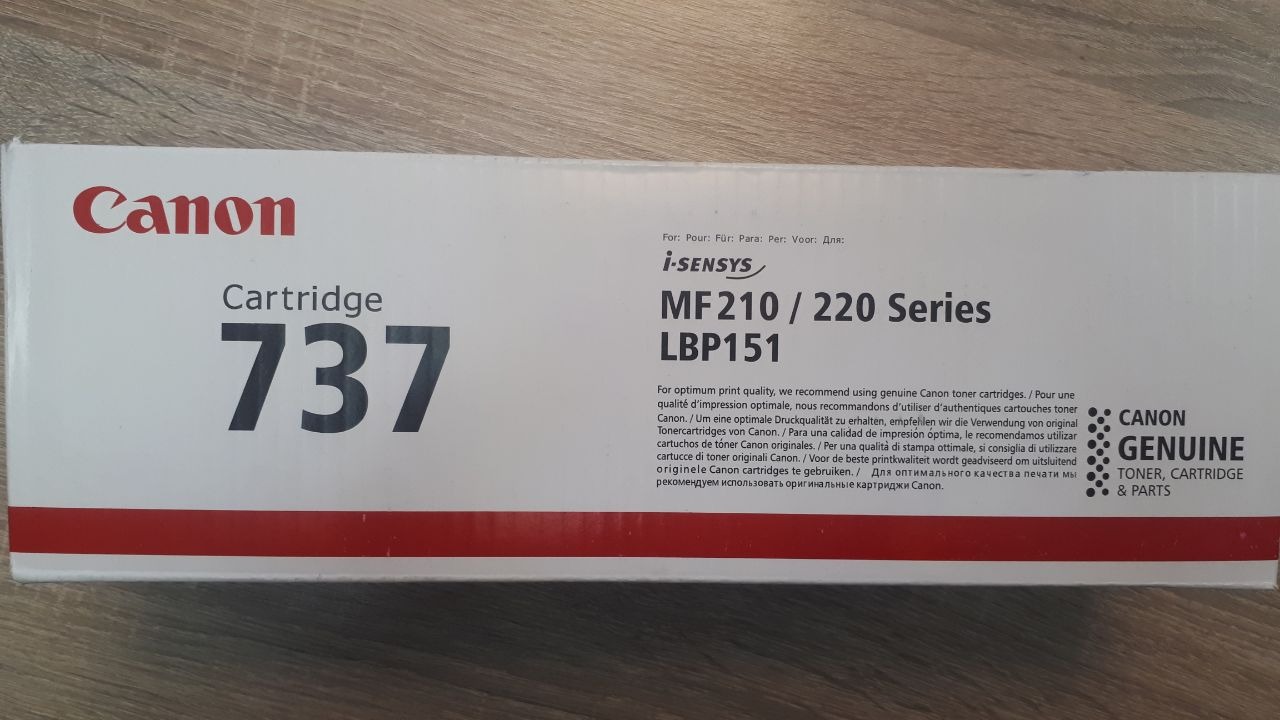 Canon
Cartridge
737
For: Pour: Für: Para: Per: Voor: Для:
i-SENSYS
MF210 / 220 Series
LBP151
For optimum print quality, we recommend using genuine Canon toner cartridges. / Pour une
qualité d'impression optimale, nous recommandons d'utiliser d'authentiques cartouches toner
Canon. / Um eine optimale Druckqualität zu erhalten, empfehlen wir die Verwendung von original
Tonercartridges von Canon. / Para una calidad de impresión óptima, le recomendamos utilizar
cartuchos de tóner Canon originales. / Per una qualità di stampa ottimale, si consiglia di utilizzare
cartucce di toner originali Canon. / Voor de beste printkwaliteit wordt geadviseerd om uitsluitend
originele Canon cartridges te gebruiken. / Для оптимального качества печати мы
рекомендуем использовать оригинальные картриджи Canon.
CANON
GENUINE
TONER, CARTRIDGE
& PARTS